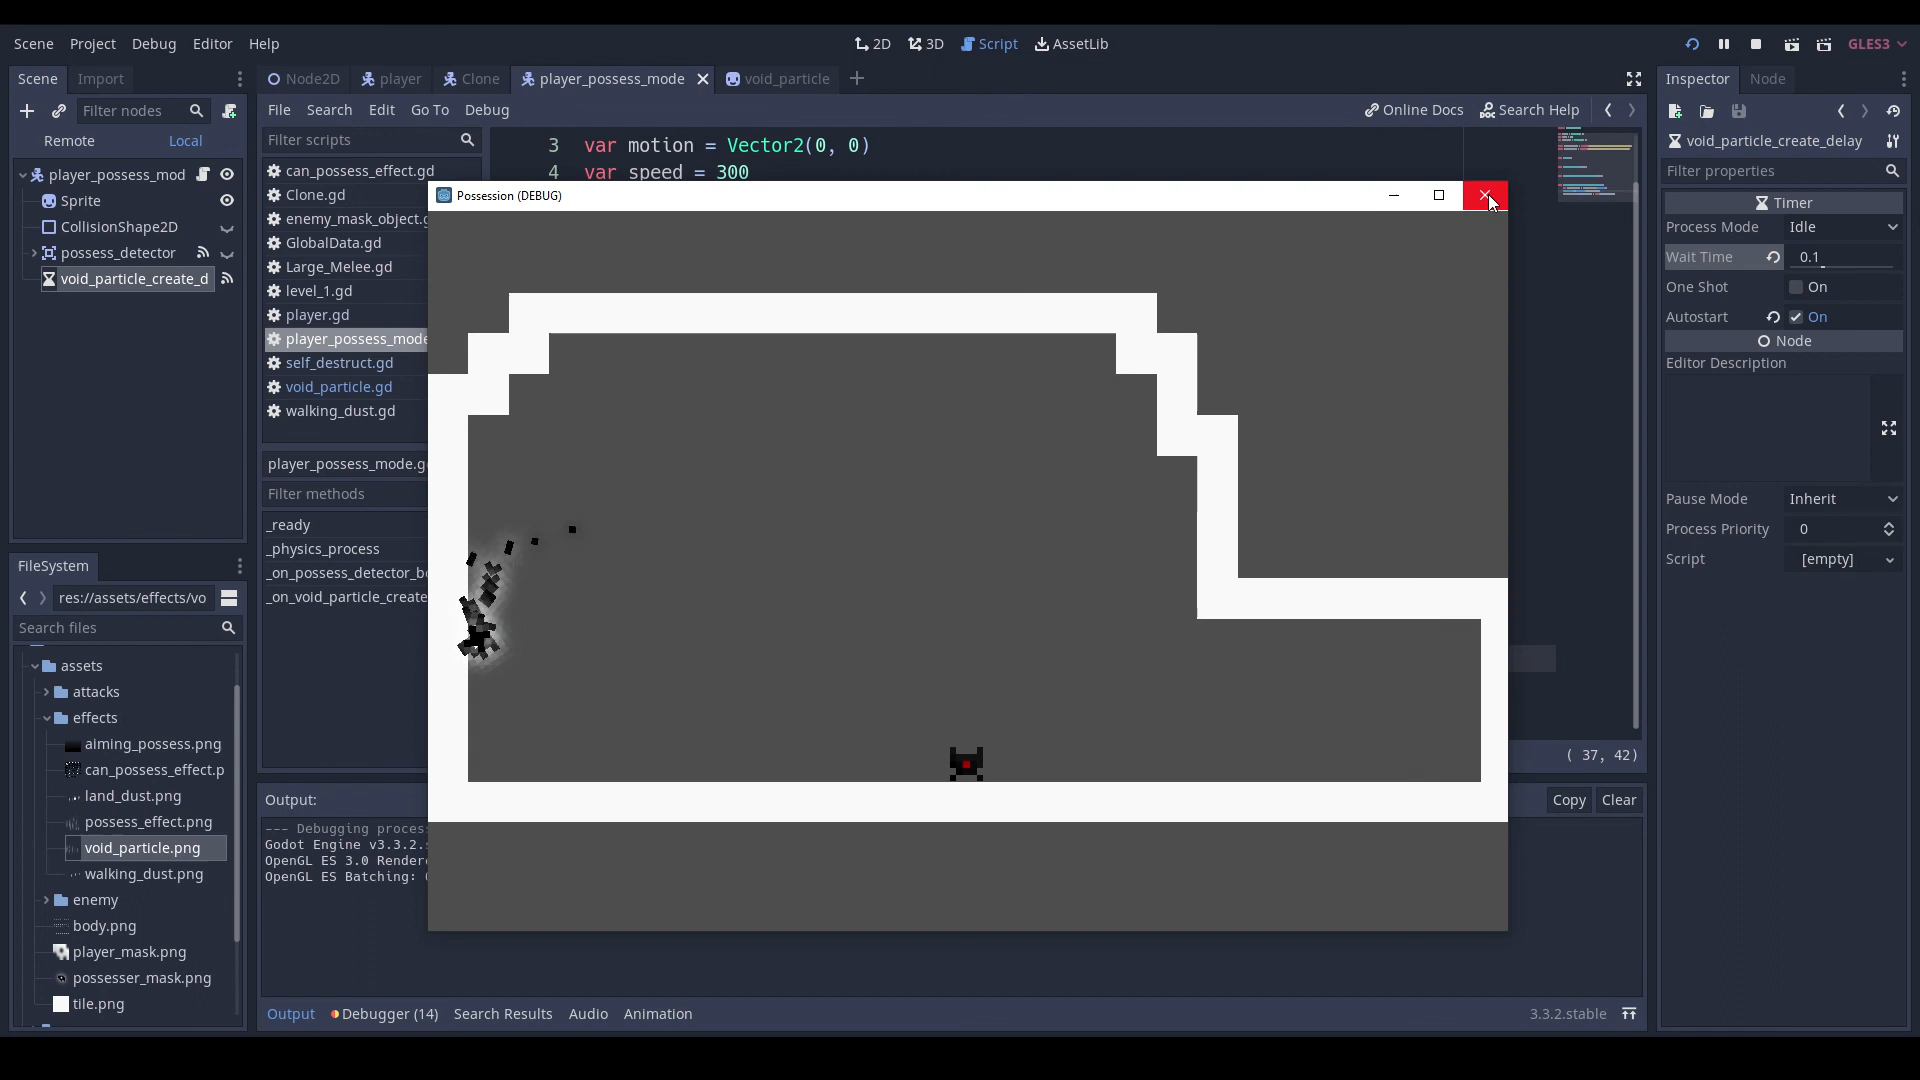 Scene Project Debug Editor Help
2D 3D Script AssetLib
GLES3
Scene Import
Filter nodes
Remote Local
player_possess_mod
Sprite
CollisionShape2D
possess_detector
void_particle_create_d
FileSystem
res://assets/effects/vo
Search files
assets
attacks
effects
aiming_possess.png
can_possess_effect.p
land_dust.png
possess_effect.png
void_particle.png
walking_dust.png
enemy
body.png
player_mask.png
possesser_mask.png
tile.png
Node2D player Clone player_possess_mode void_particle
File Search Edit Go To Debug
Online Docs Search Help
Filter scripts
can_possess_effect.gd
Clone.gd
enemy_mask_object.g
GlobalData.gd
Large_Melee.gd
level_1.gd
player.gd
player_possess_mode
self_destruct.gd
void_particle.gd
walking_dust.gd
player_possess_mode.g
Filter methods
_ready
_physics_process
_on_possess_detector_b
_on_void_particle_create
3 var motion = Vector2(0, 0)
4 var speed = 300
Possession (DEBUG)
( 37, 42)
Output:
Copy Clear
--- Debugging proces
Godot Engine v3.3.2.
OpenGL ES 3.0 Render
OpenGL ES Batching:
Output Debugger (14) Search Results Audio Animation
3.3.2.stable
Inspector Node
void_particle_create_delay
Filter properties
Timer
Process Mode Idle
Wait Time 0.1
One Shot On
Autostart On
Node
Editor Description
Pause Mode Inherit
Process Priority 0
Script [empty]